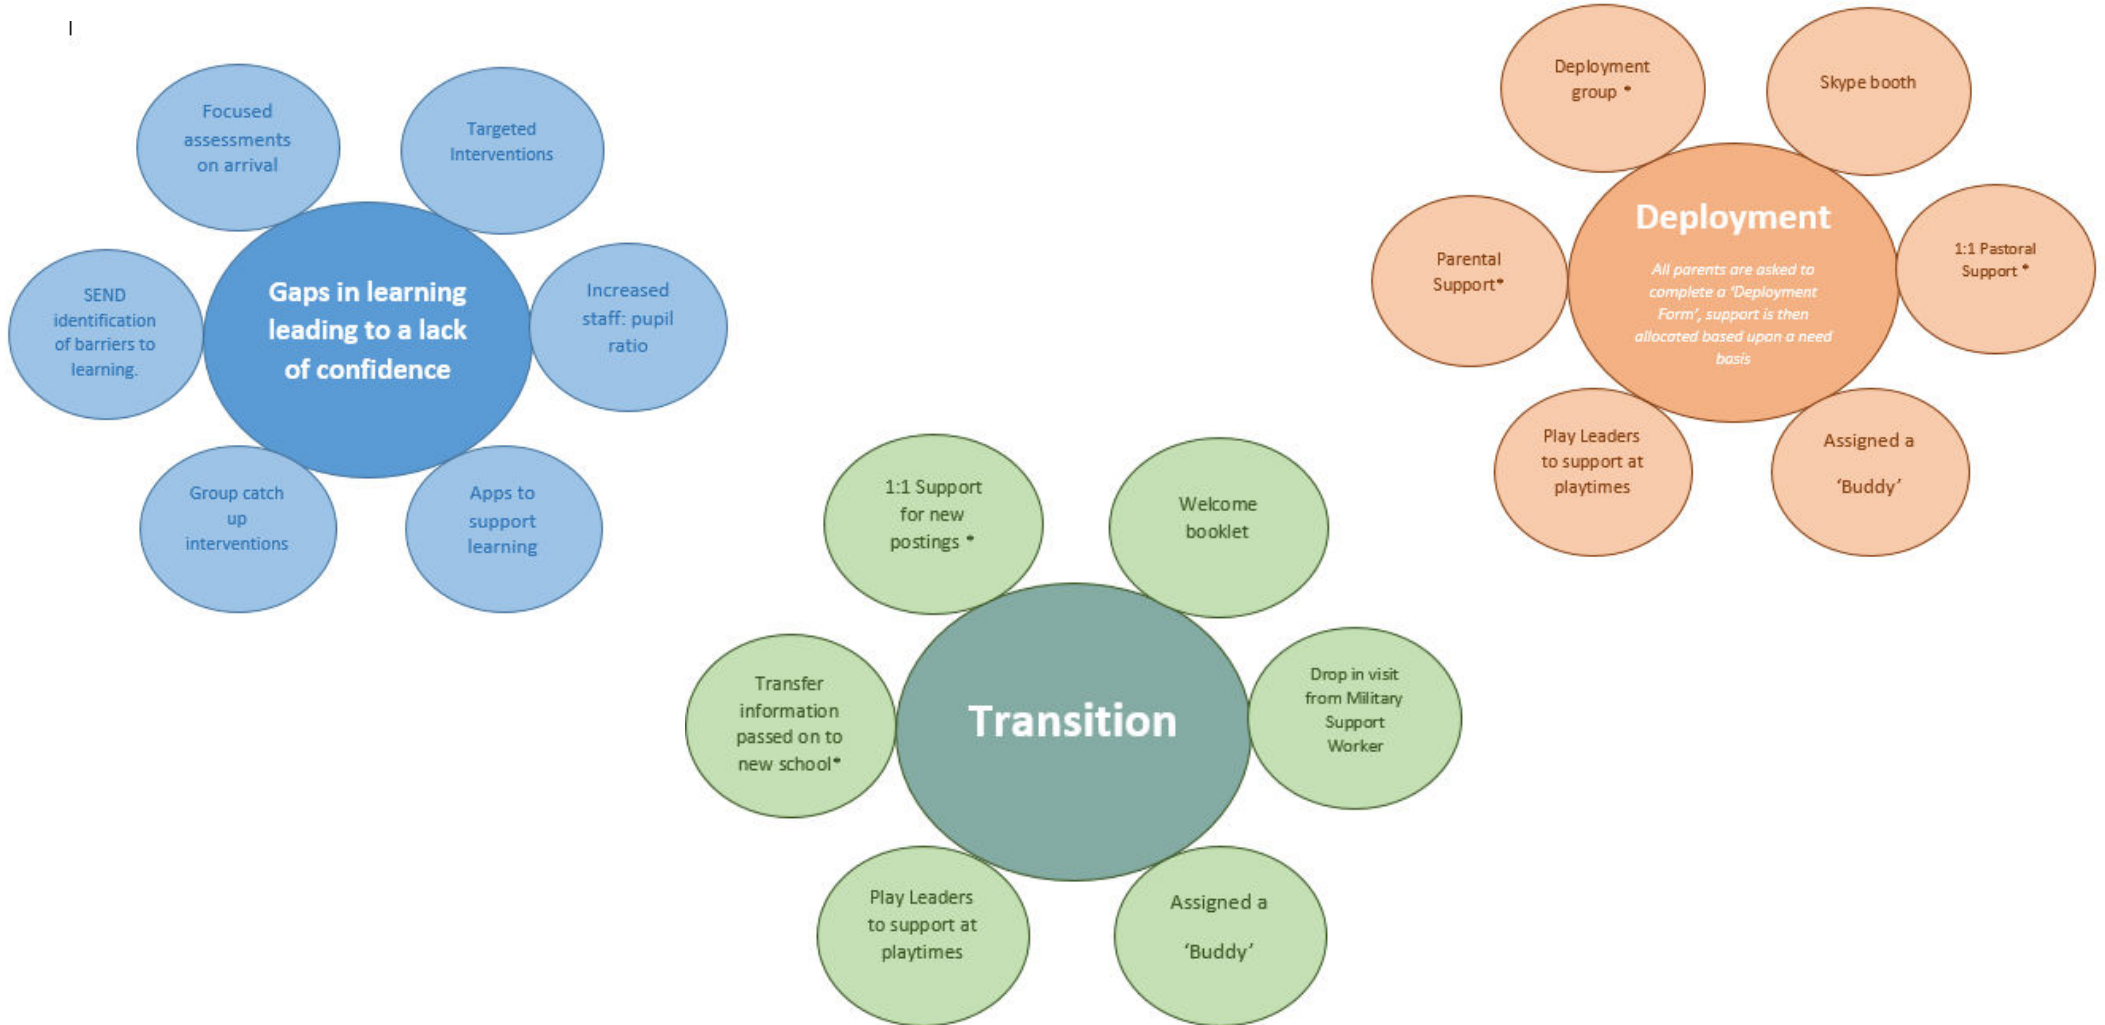 Focused
assessments
on arrival
Targeted
Interventions
SEND
identification
of barriers to
learning.
Gaps in learning
leading to a lack
of confidence
Increased
staff: pupil
ratio
Group catch
up
interventions
Apps to
support
learning
Deployment
group *
Skype booth
Parental
Support*
Deployment
All parents are asked to
complete a 'Deployment
Form', support is then
allocated based upon a need
basis
1:1 Pastoral
Support *
Play Leaders
to support at
playtimes
Assigned a
'Buddy'
1:1 Support
for new
postings *
Welcome
booklet
Transfer
information
passed on to
new school*
Transition
Drop in visit
from Military
Support
Worker
Play Leaders
to support at
playtimes
Assigned a
'Buddy'